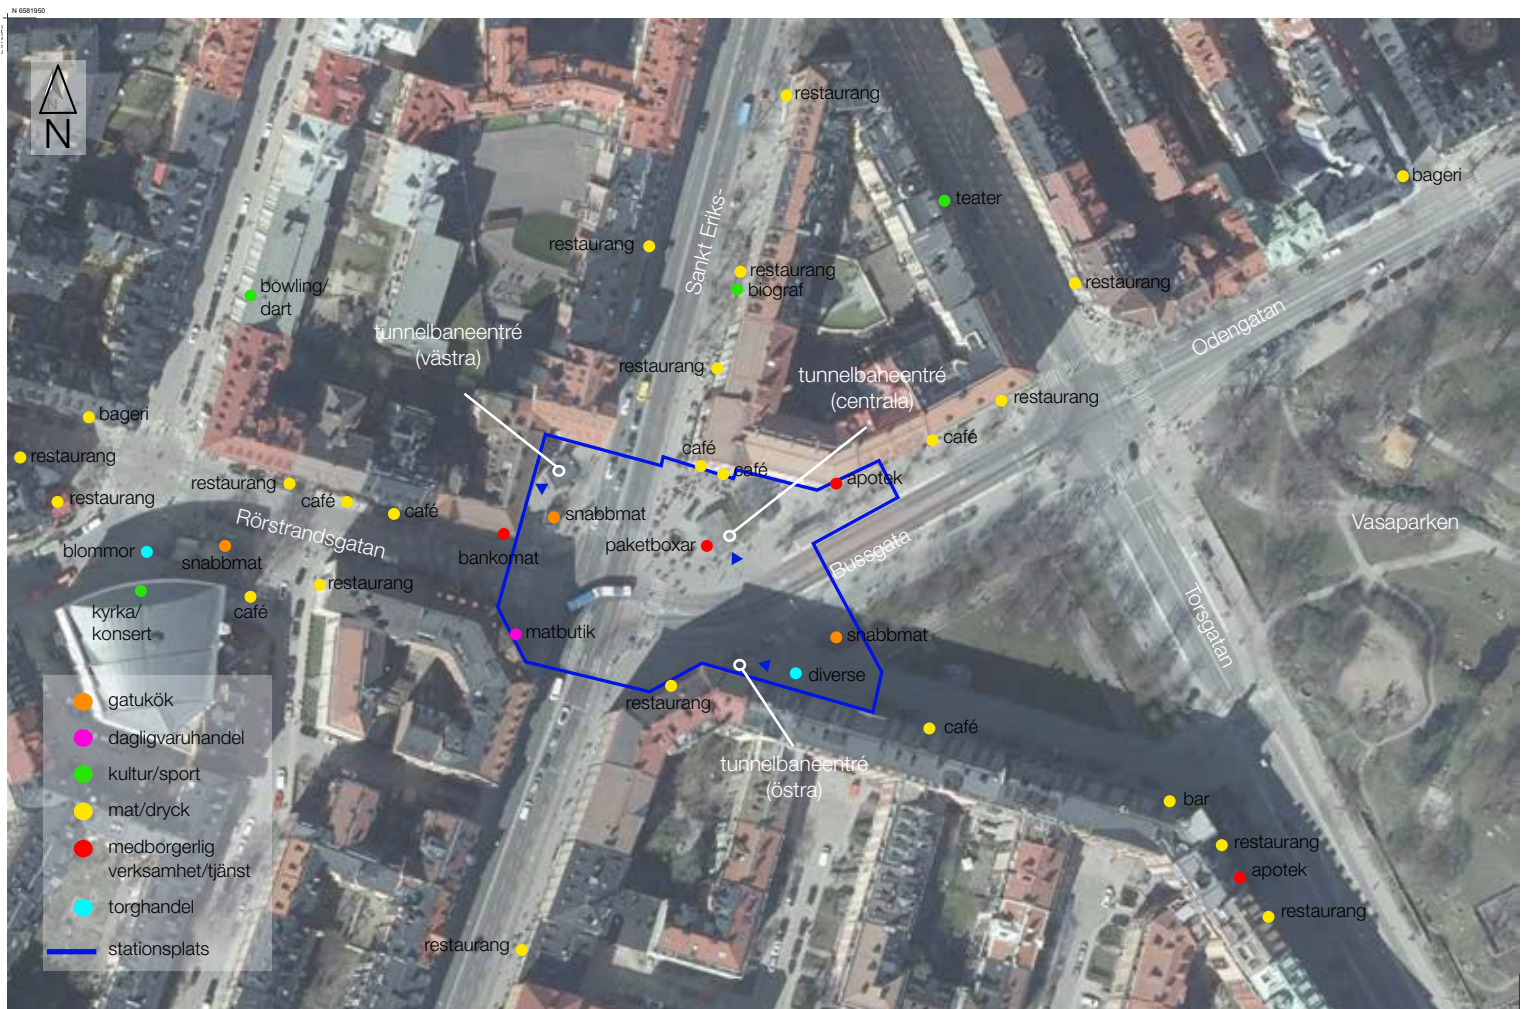 N 6581950
N
restaurang
bageri
teater
Sankt Eriks-
restaurang
restaurang
biograf
bowling/
dart
restaurang
Odengatan
tunnelbaneentré
(västra)
restaurang
tunnelbaneentré
(centrala)
restaurang
bageri
café
café
café
restaurang
apotek
restaurang
restaurang
café
café
snabbmat
Rörstrandsgatan
Vasaparken
blommor
snabbmat
bankomat
paketboxar
Bussgata
restaurang
kyrka/
konsert
café
matbutik
snabbmat
Torsgatan
diverse
restaurang
café
tunnelbaneentré
(östra)
bar
restaurang
apotek
restaurang
restaurang
gatukök
dagligvaruhandel
kultur/sport
mat/dryck
medborgerlig
verksamhet/tjänst
torghandel
stationsplats